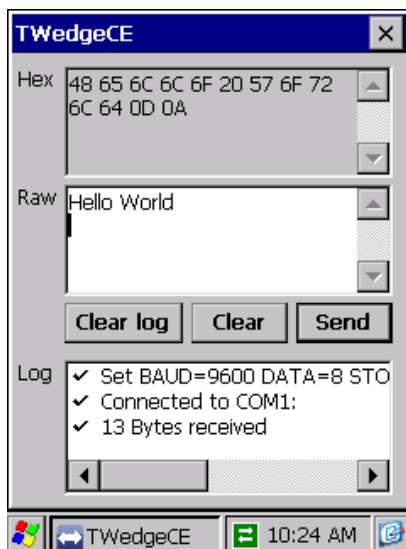 TWedgeCE
Hex
48 65 6C 6C 6F 20 57 6F 72
6C 64 0D 0A
Raw
Hello World
Clear log
Clear
Send
Log
Set BAUD=9600 DATA=8 STO
Connected to COM1:
13 Bytes received
TWedgeCE
10:24 AM